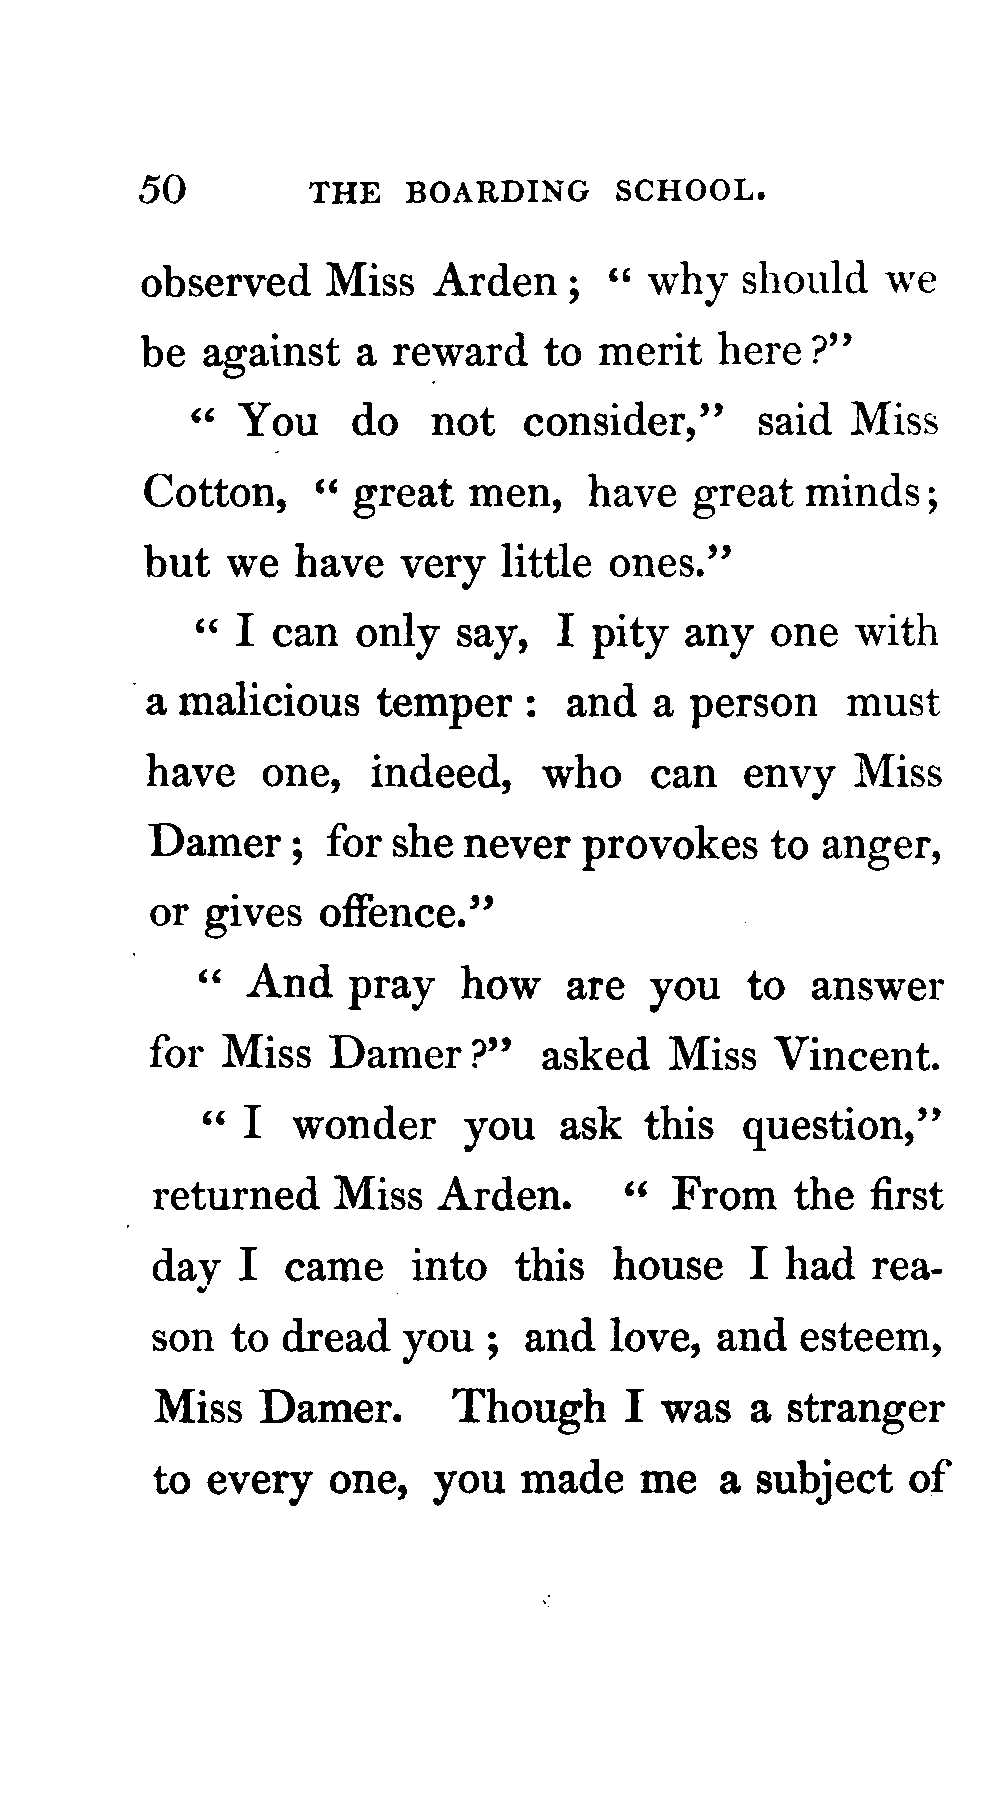 50 THE BOARDING SCHOOL.
observed Miss Arden ; “ why should we
be against a reward to merit here ?”
“ You do not consider,” said Miss
Cotton, “ great men, have great minds ;
but we have very little ones.”
“ I can only say, I pity any one with
a malicious temper : and a person must
have one, indeed, who can envy Miss
Damer ; for she never provokes to anger,
or gives offence.”
“ And pray how are you to answer
for Miss Damer ?” asked Miss Vincent.
“ I wonder you ask this question,”
returned Miss Arden. “ From the first
day I came into this house I had rea-
son to dread you ; and love, and esteem,
Miss Damer. Though I was a stranger
to every one, you made me a subject of